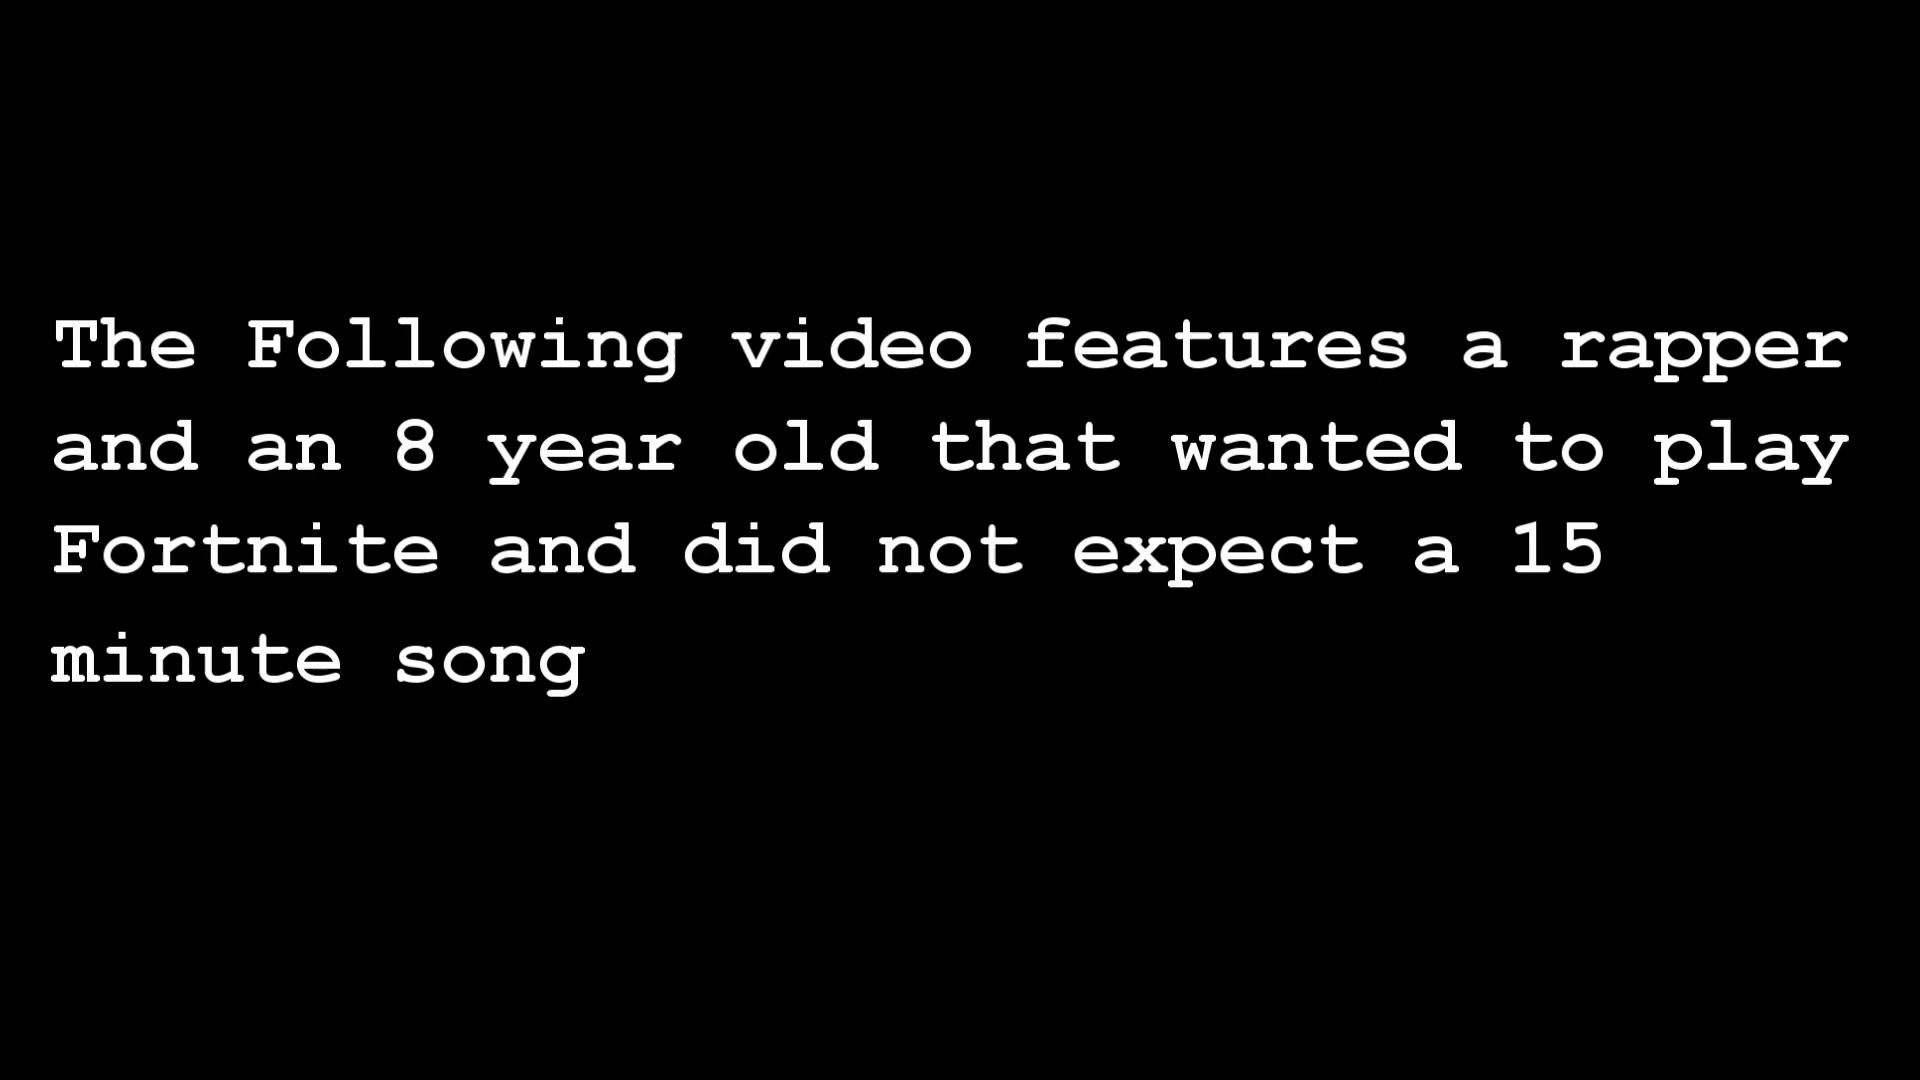 The Following video features a rapper
and an 8 year old that wanted to play
Fortnite and did not expect a 15
minute song